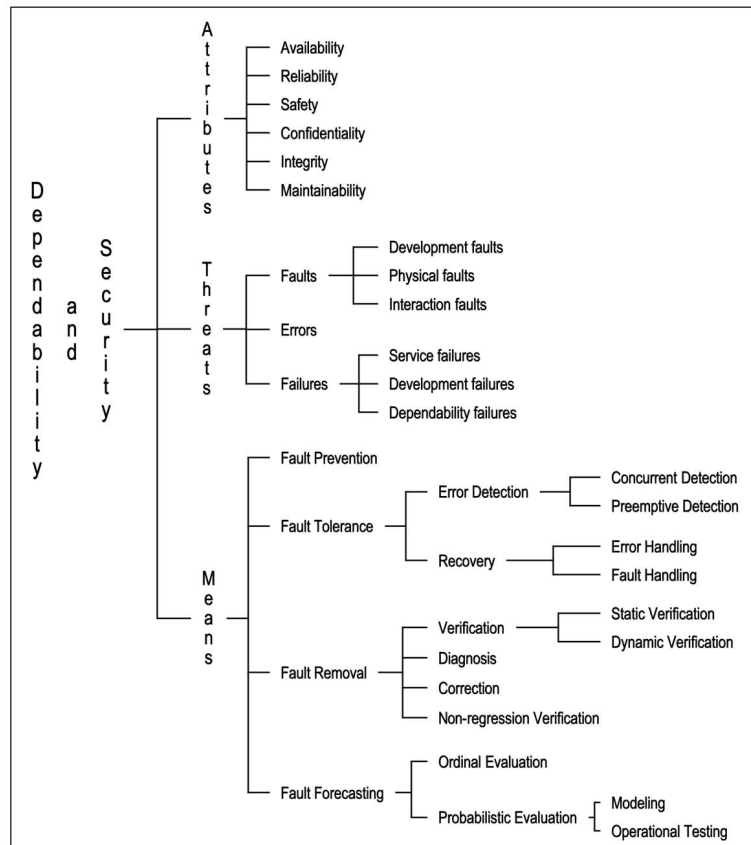 Dependability
and
Security
Attributes
Availability
Reliability
Safety
Confidentiality
Integrity
Maintainability
Threats
Faults
Development faults
Physical faults
Interaction faults
Errors
Failures
Service failures
Development failures
Dependability failures
Means
Fault Prevention
Fault Tolerance
Error Detection
Concurrent Detection
Preemptive Detection
Recovery
Error Handling
Fault Handling
Fault Removal
Verification
Static Verification
Dynamic Verification
Diagnosis
Correction
Non-regression Verification
Fault Forecasting
Ordinal Evaluation
Probabilistic Evaluation
Modeling
Operational Testing